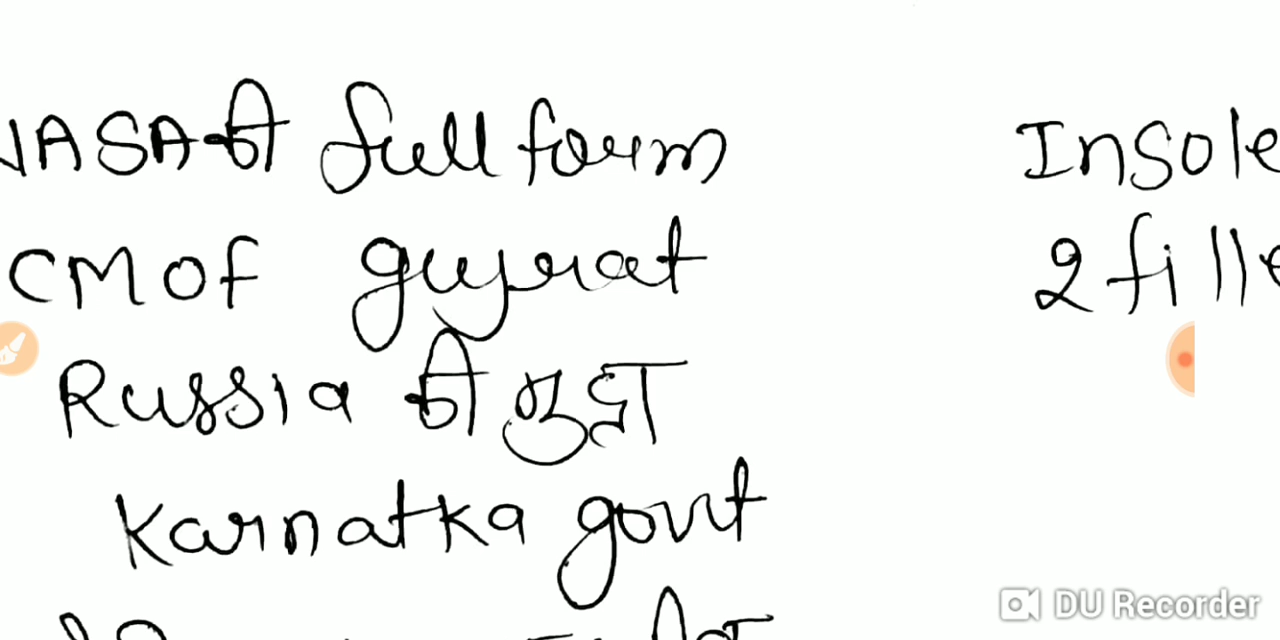 NASA की full form
CM of gujrat
Russia की मुद्रा
Karnatka govt
Insole
2 fille
DU Recorder